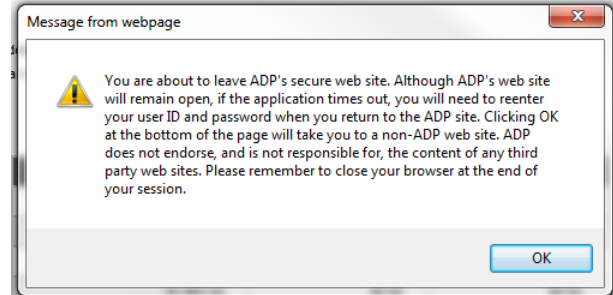 Message from webpage
You are about to leave ADP's secure web site. Although ADP's web site
will remain open, if the application times out, you will need to reenter
your user ID and password when you return to the ADP site. Clicking OK
at the bottom of the page will take you to a non-ADP web site. ADP
does not endorse, and is not responsible for, the content of any third
party web sites. Please remember to close your browser at the end of
your session.
OK